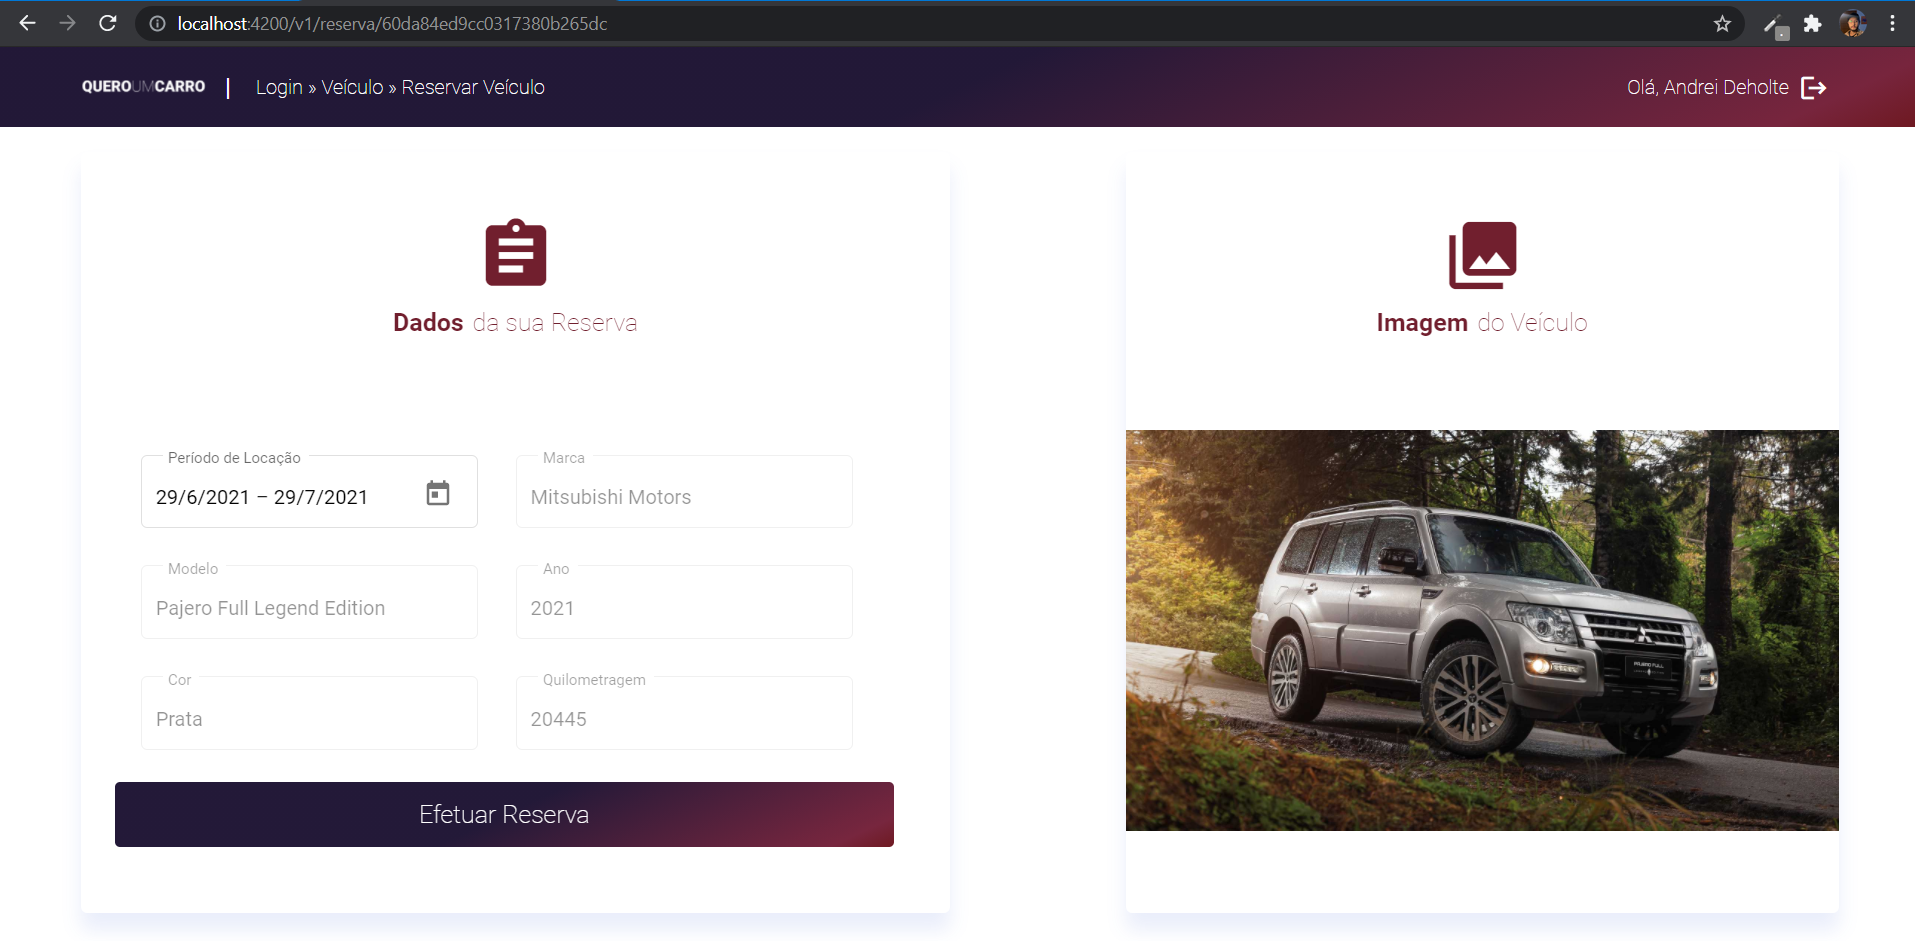 localhost:4200/v1/reserva/60da84ed9cc0317380b265dc
QUEROUMCARRO | Login » Veículo » Reservar Veículo
Olá, Andrei Deholte
Dados da sua Reserva
Período de Locação
29/6/2021 – 29/7/2021
Marca
Mitsubishi Motors
Modelo
Pajero Full Legend Edition
Ano
2021
Cor
Prata
Quilometragem
20445
Efetuar Reserva
Imagem do Veículo
PAJERO FULL